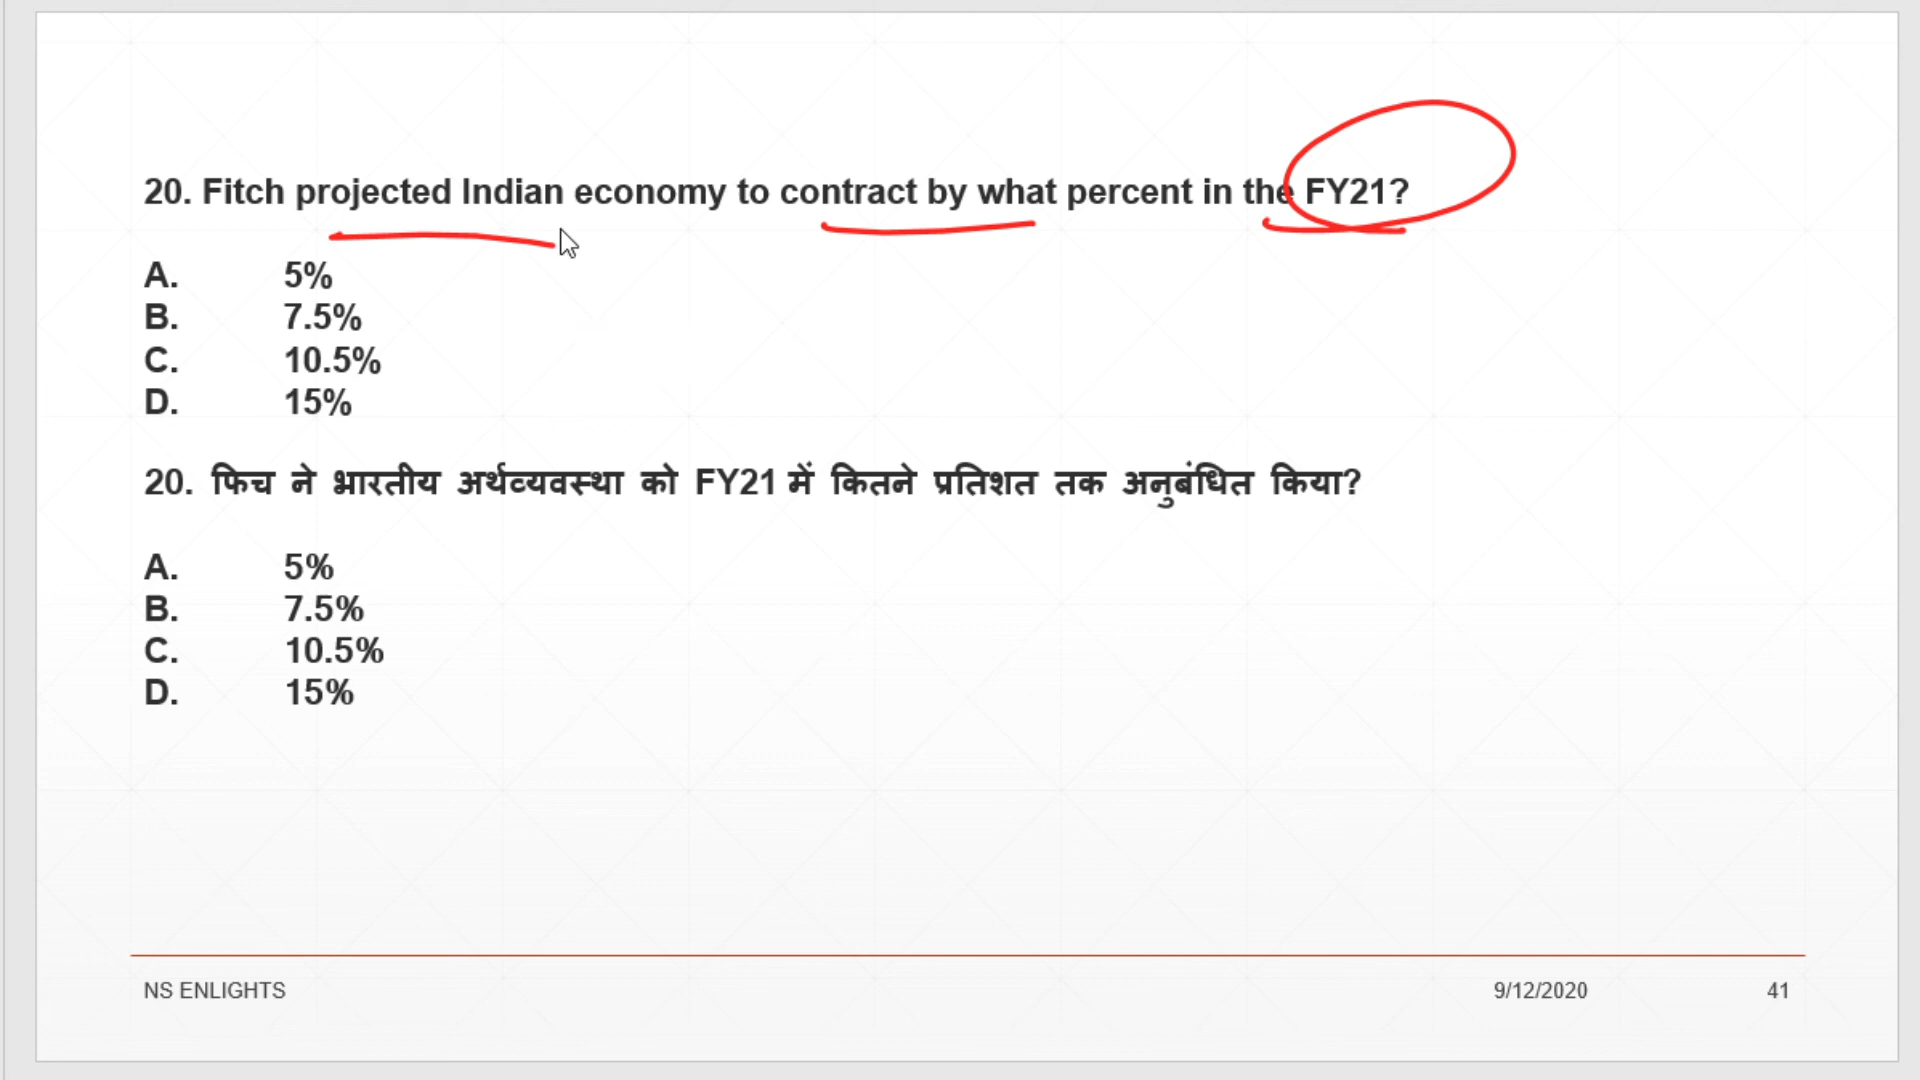 20. Fitch projected Indian economy to contract by what percent in the FY21?
A. 5%
B. 7.5%
C. 10.5%
D. 15%
20. फिच ने भारतीय अर्थव्यवस्था को FY21 में कितने प्रतिशत तक अनुबंधित किया?
A. 5%
B. 7.5%
C. 10.5%
D. 15%
NS ENLIGHTS 9/12/2020 41